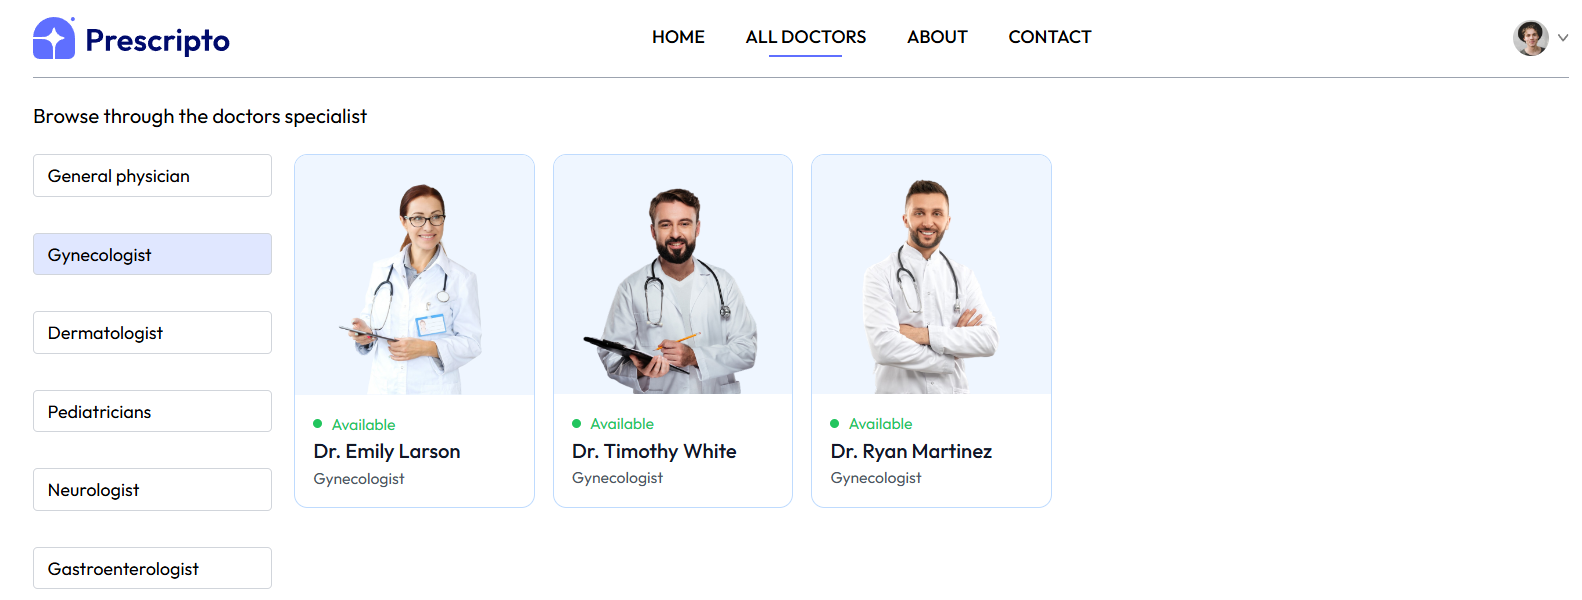 Prescripto
HOME
ALL DOCTORS
ABOUT
CONTACT
Browse through the doctors specialist
General physician
Gynecologist
Dermatologist
Pediatricians
Neurologist
Gastroenterologist
Available
Dr. Emily Larson
Gynecologist
Available
Dr. Timothy White
Gynecologist
Available
Dr. Ryan Martinez
Gynecologist